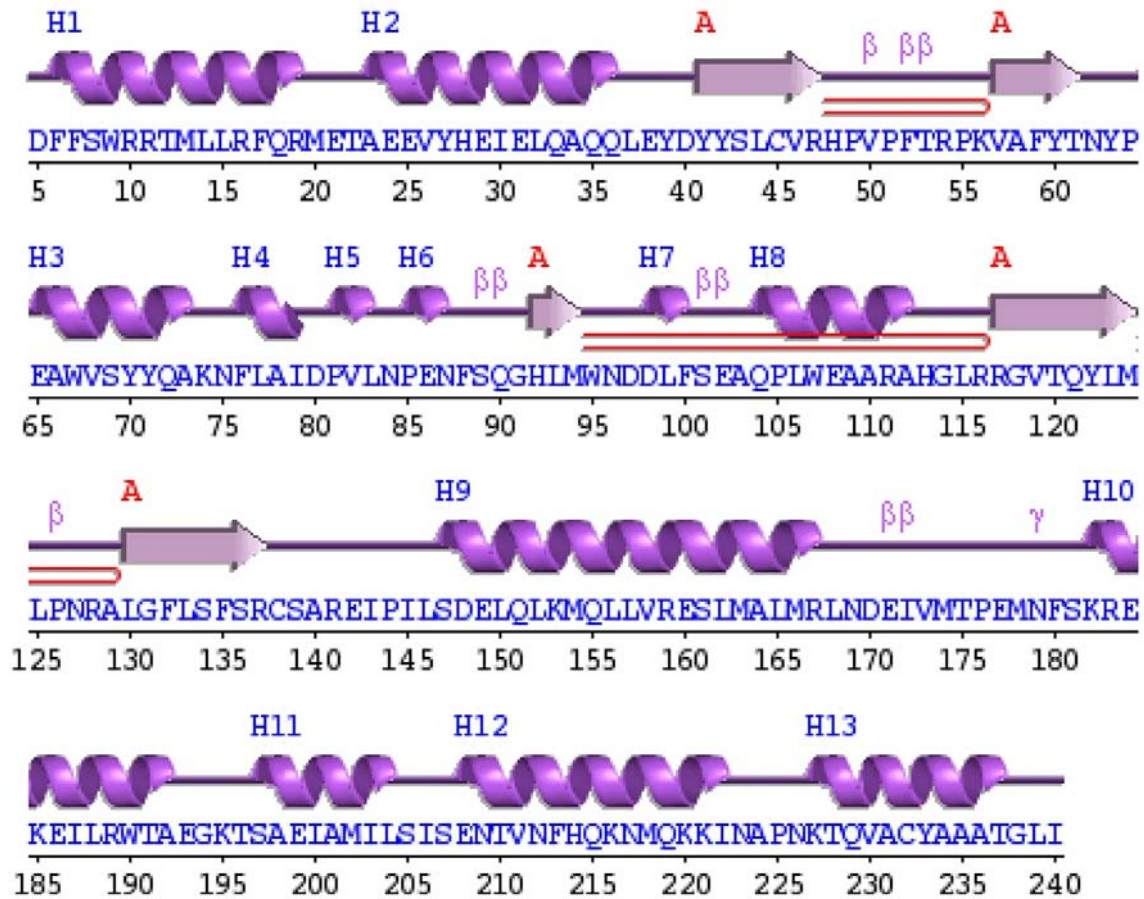 H1 H2 A A
β ββ
DFFSWRRTMLLRFQRMETAEEVYHEIELQAQQLEYDYYSLCVRHPVPFTRPKVAFYTNYP
5 10 15 20 25 30 35 40 45 50 55 60
H3 H4 H5 H6 A H7 H8 A
ββ ββ
EAWVSYYQAKNFLAIDPVLNPENFSQGHLMWNDDLFSEAQPLWEAARAHGLRRGVTQYLM
65 70 75 80 85 90 95 100 105 110 115 120
A H9 H10
β ββ γ
LPNRALGFLSFSRCSAREIPILSDELQLKMQLLVRESLMALMRLNDEIVMTPEMNFSKRE
125 130 135 140 145 150 155 160 165 170 175 180
H11 H12 H13
KEILRWTAEGKTSAEIAMILSISENTVNFHQKNMQKKINAPNKTQVACYAAATGLI
185 190 195 200 205 210 215 220 225 230 235 240